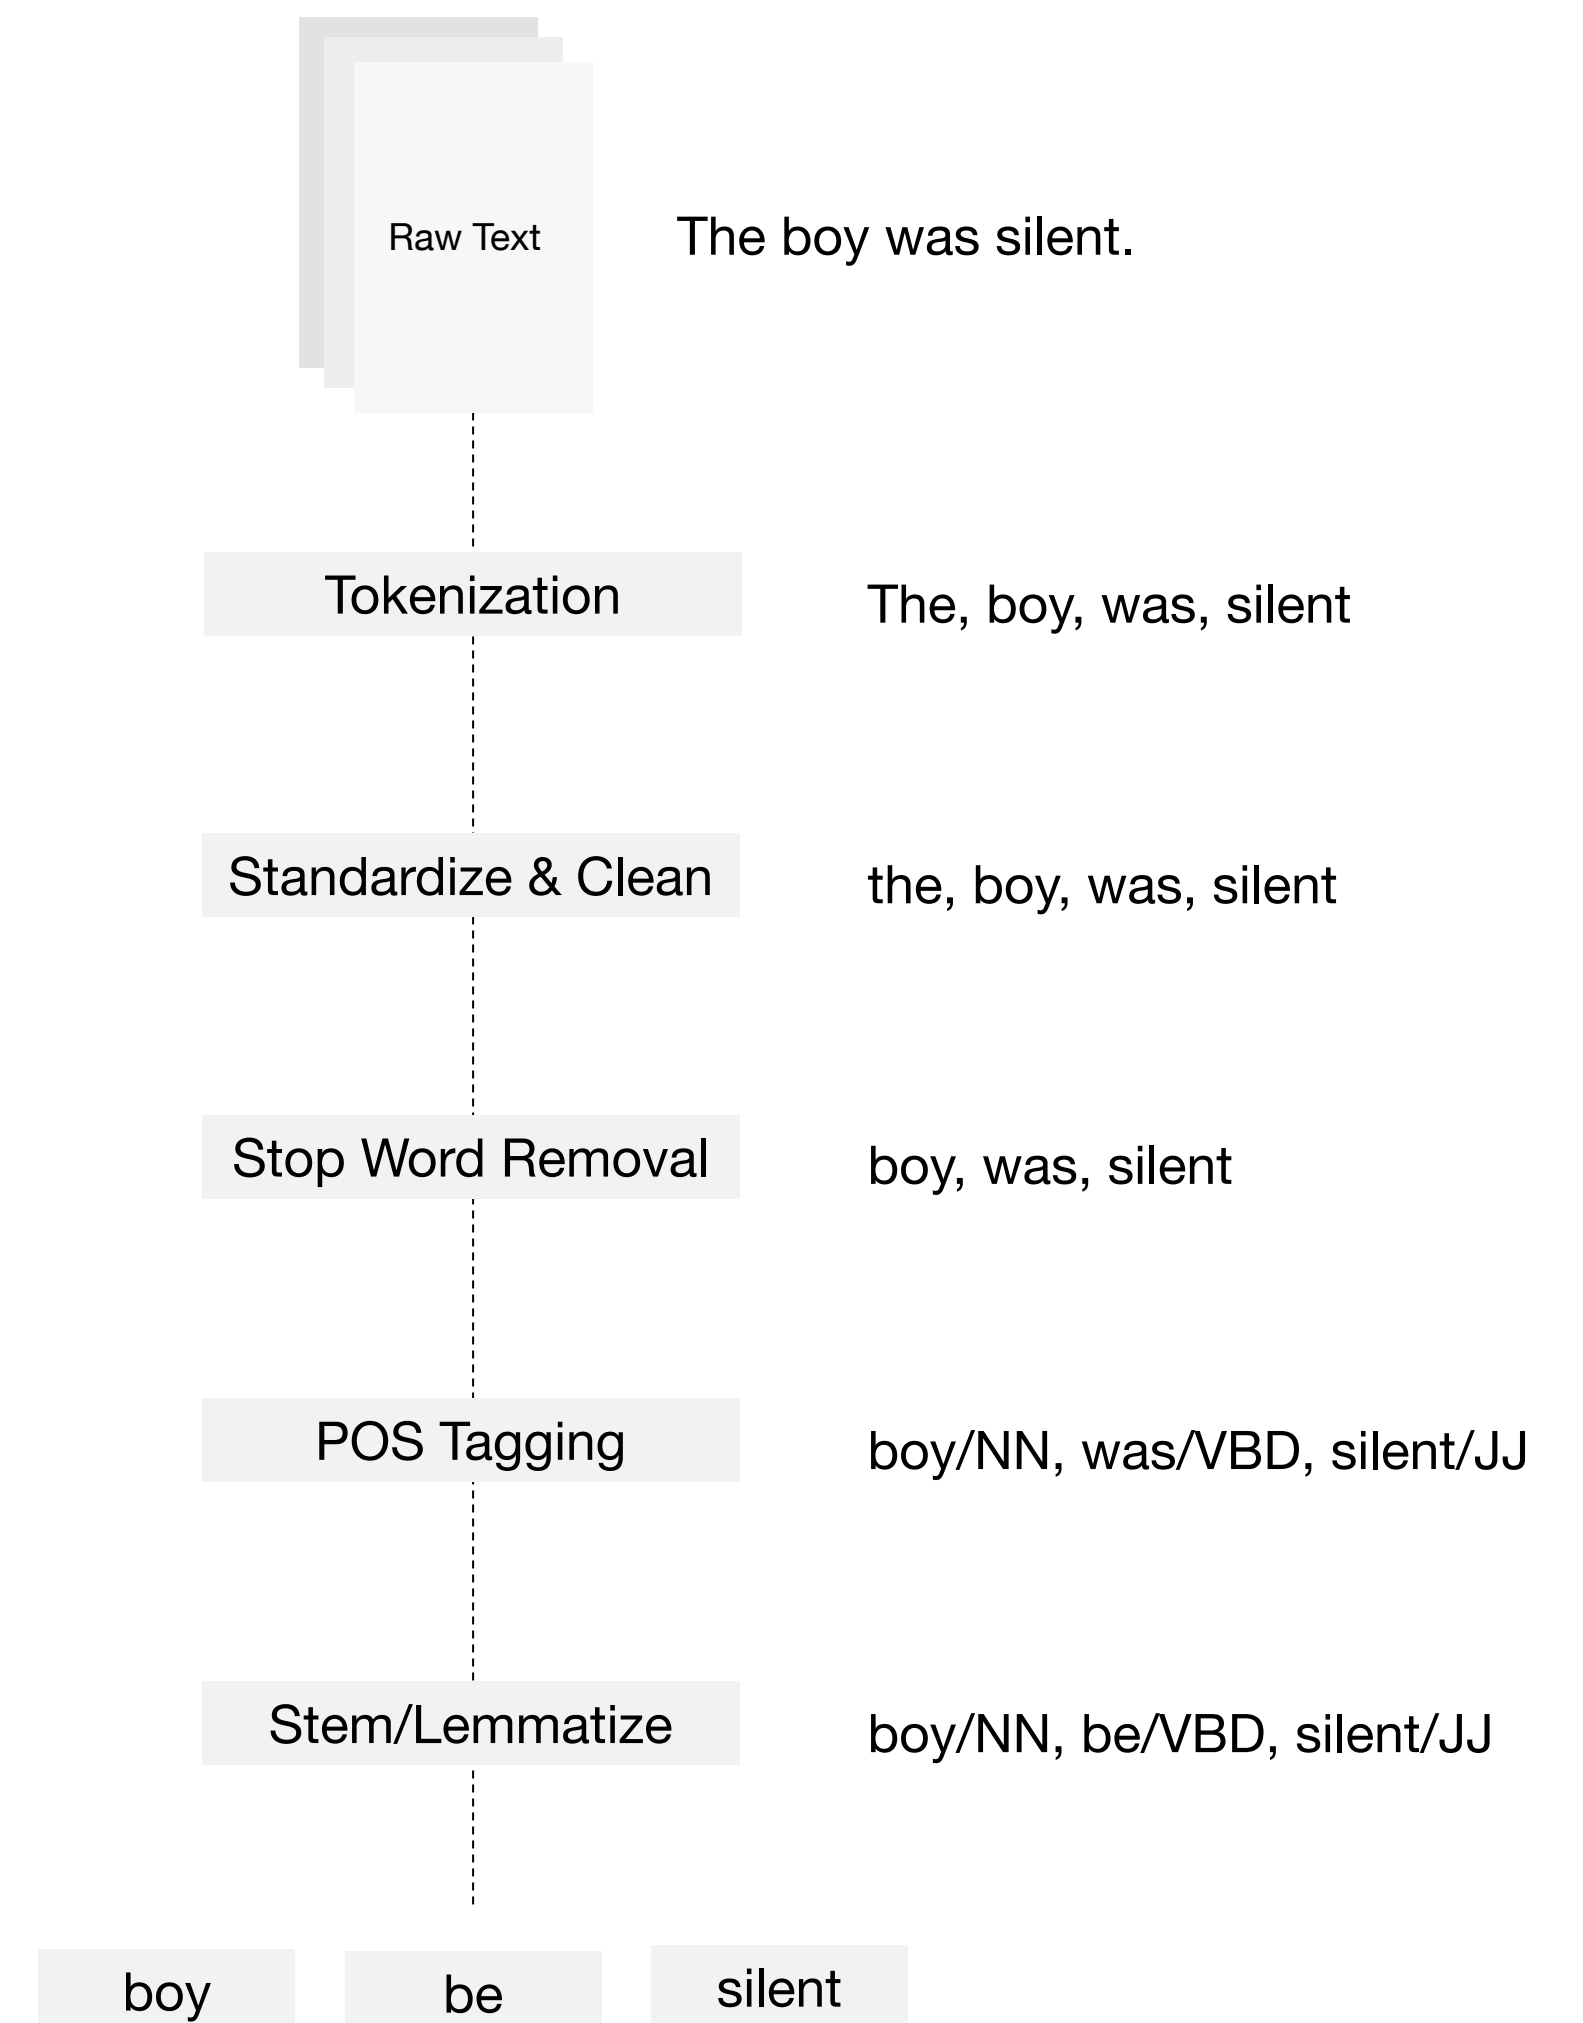 Raw Text
The boy was silent.
Tokenization
The, boy, was, silent
Standardize & Clean
the, boy, was, silent
Stop Word Removal
boy, was, silent
POS Tagging
boy/NN, was/VBD, silent/JJ
Stem/Lemmatize
boy/NN, be/VBD, silent/JJ
boy
be
silent